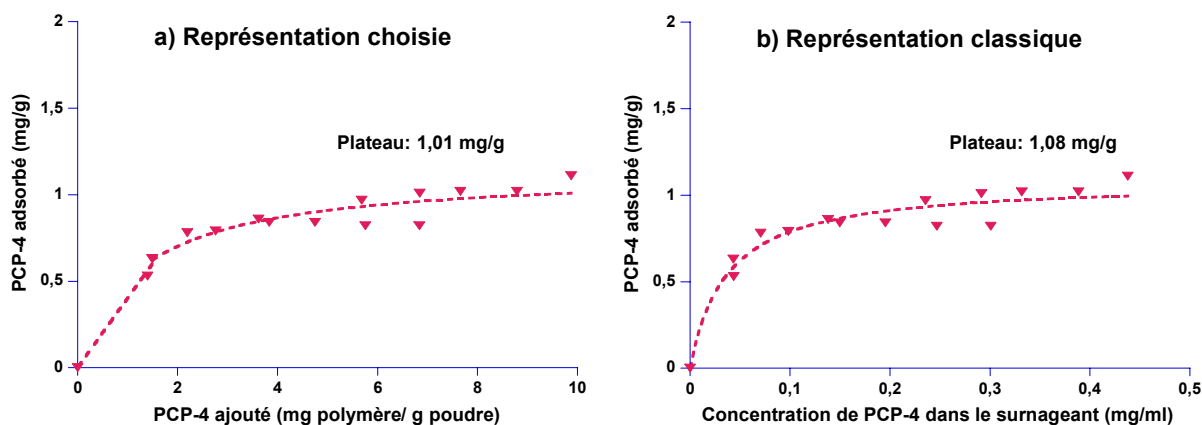 a) Représentation choisie
PCP-4 adsorbé (mg/g)
2
1,5
1
0,5
0
Plateau: 1,01 mg/g
0
2
4
6
8
10
PCP-4 ajouté (mg polymère/ g poudre)
b) Représentation classique
PCP-4 adsorbé (mg/g)
2
1,5
1
0,5
0
Plateau: 1,08 mg/g
0
0,1
0,2
0,3
0,4
0,5
Concentration de PCP-4 dans le surnageant (mg/ml)